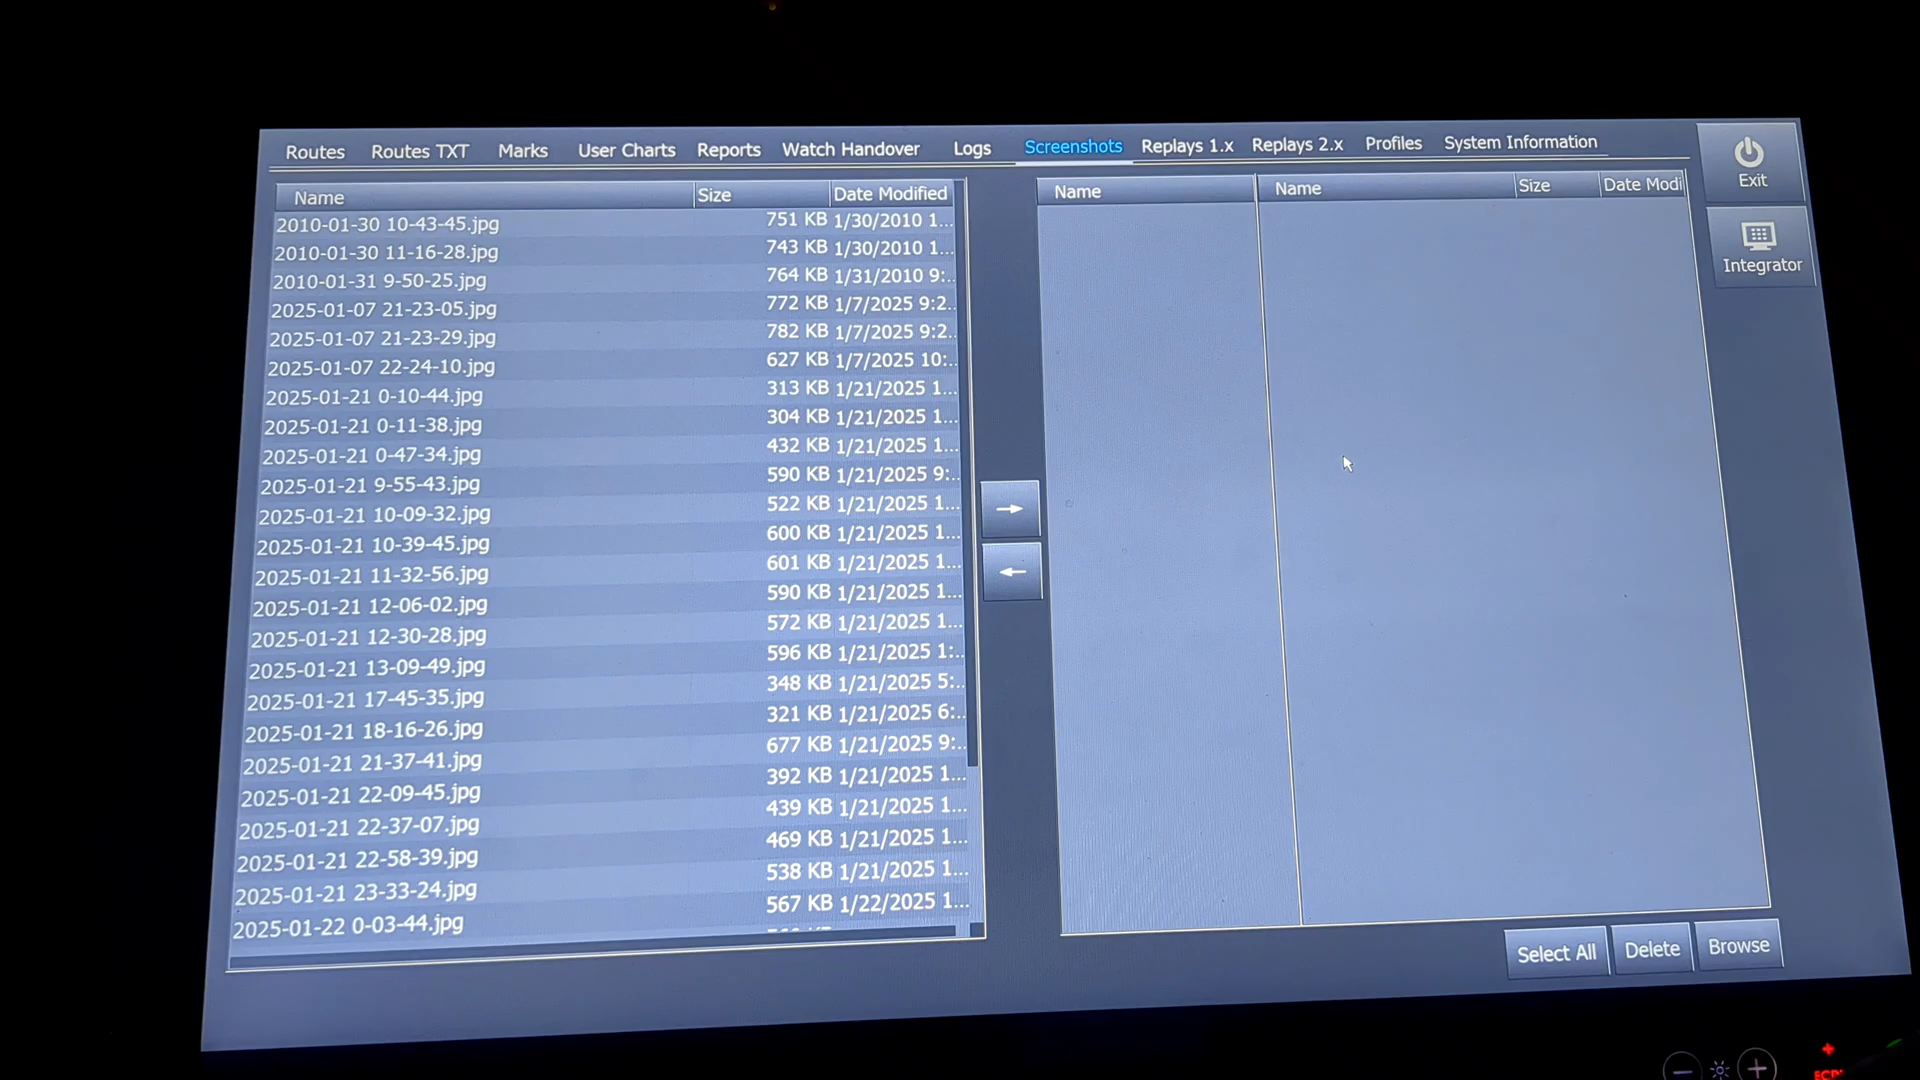 Routes Routes TXT Marks User Charts Reports Watch Handover Logs Screenshots Replays 1.x Replays 2.x Profiles System Information
Exit
Integrator
Name Size Date Modified
2010-01-30 10-43-45.jpg 751 KB 1/30/2010 1...
2010-01-30 11-16-28.jpg 743 KB 1/30/2010 1...
2010-01-31 9-50-25.jpg 764 KB 1/31/2010 9:..
2025-01-07 21-23-05.jpg 772 KB 1/7/2025 9:2..
2025-01-07 21-23-29.jpg 782 KB 1/7/2025 9:2..
2025-01-07 22-24-10.jpg 627 KB 1/7/2025 10:..
2025-01-21 0-10-44.jpg 313 KB 1/21/2025 1...
2025-01-21 0-11-38.jpg 304 KB 1/21/2025 1...
2025-01-21 0-47-34.jpg 432 KB 1/21/2025 1...
2025-01-21 9-55-43.jpg 590 KB 1/21/2025 9:..
2025-01-21 10-09-32.jpg 522 KB 1/21/2025 1...
2025-01-21 10-39-45.jpg 600 KB 1/21/2025 1...
2025-01-21 11-32-56.jpg 601 KB 1/21/2025 1...
2025-01-21 12-06-02.jpg 590 KB 1/21/2025 1...
2025-01-21 12-30-28.jpg 572 KB 1/21/2025 1...
2025-01-21 13-09-49.jpg 596 KB 1/21/2025 1:..
2025-01-21 17-45-35.jpg 348 KB 1/21/2025 5:..
2025-01-21 18-16-26.jpg 321 KB 1/21/2025 6:..
2025-01-21 21-37-41.jpg 677 KB 1/21/2025 9:..
2025-01-21 22-09-45.jpg 392 KB 1/21/2025 1...
2025-01-21 22-37-07.jpg 439 KB 1/21/2025 1...
2025-01-21 22-58-39.jpg 469 KB 1/21/2025 1...
2025-01-21 23-33-24.jpg 538 KB 1/21/2025 1...
2025-01-22 0-03-44.jpg 567 KB 1/22/2025 1...
Name
Name Size Date Modi
Select All Delete Browse